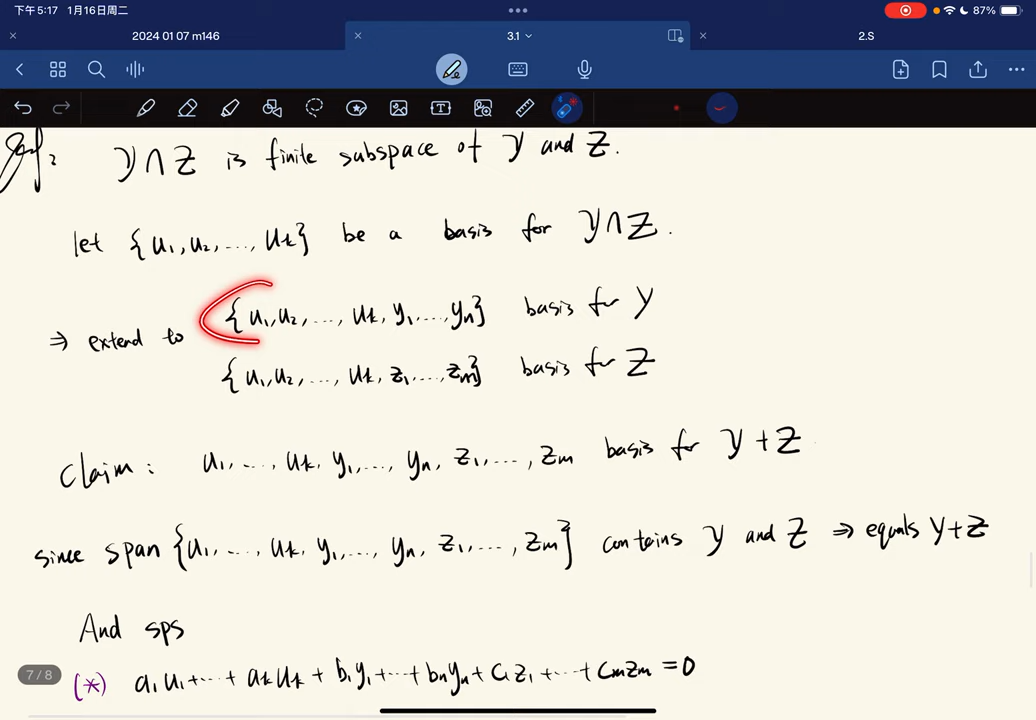 下午5:17 1月16日周二
87%
2024 01 07 m146
3.1
2.S
Y∩Z is finite subspace of Y and Z.
let {u₁,u₂,...,uₖ} be a basis for Y∩Z.
{u₁,u₂,...,uₖ,y₁,...,yₙ} basis for Y
⇒ extend to
{u₁,u₂,...,uₖ,z₁,...,zₘ} basis for Z
Claim: u₁,...,uₖ,y₁,...,yₙ,z₁,...,zₘ basis for Y+Z
since span {u₁,...,uₖ,y₁,...,yₙ,z₁,...,zₘ} contains Y and Z ⇒ equals Y+Z
And sps
7/8
(*) a₁u₁+...+aₖuₖ+b₁y₁+...+bₙyₙ+c₁z₁+...+cₘzₘ=0